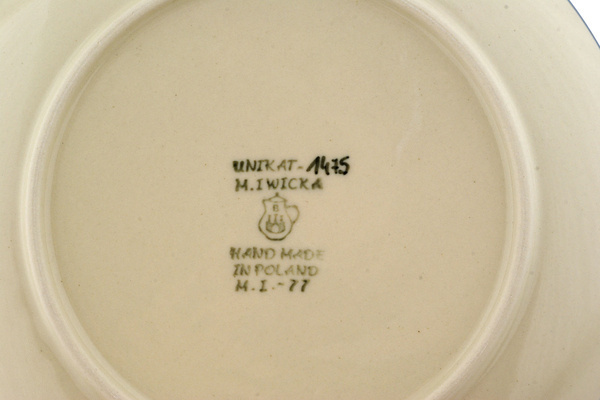 UNIKAT-1475
M.IWICKA
B
HAND MADE
IN POLAND
M.I.-77